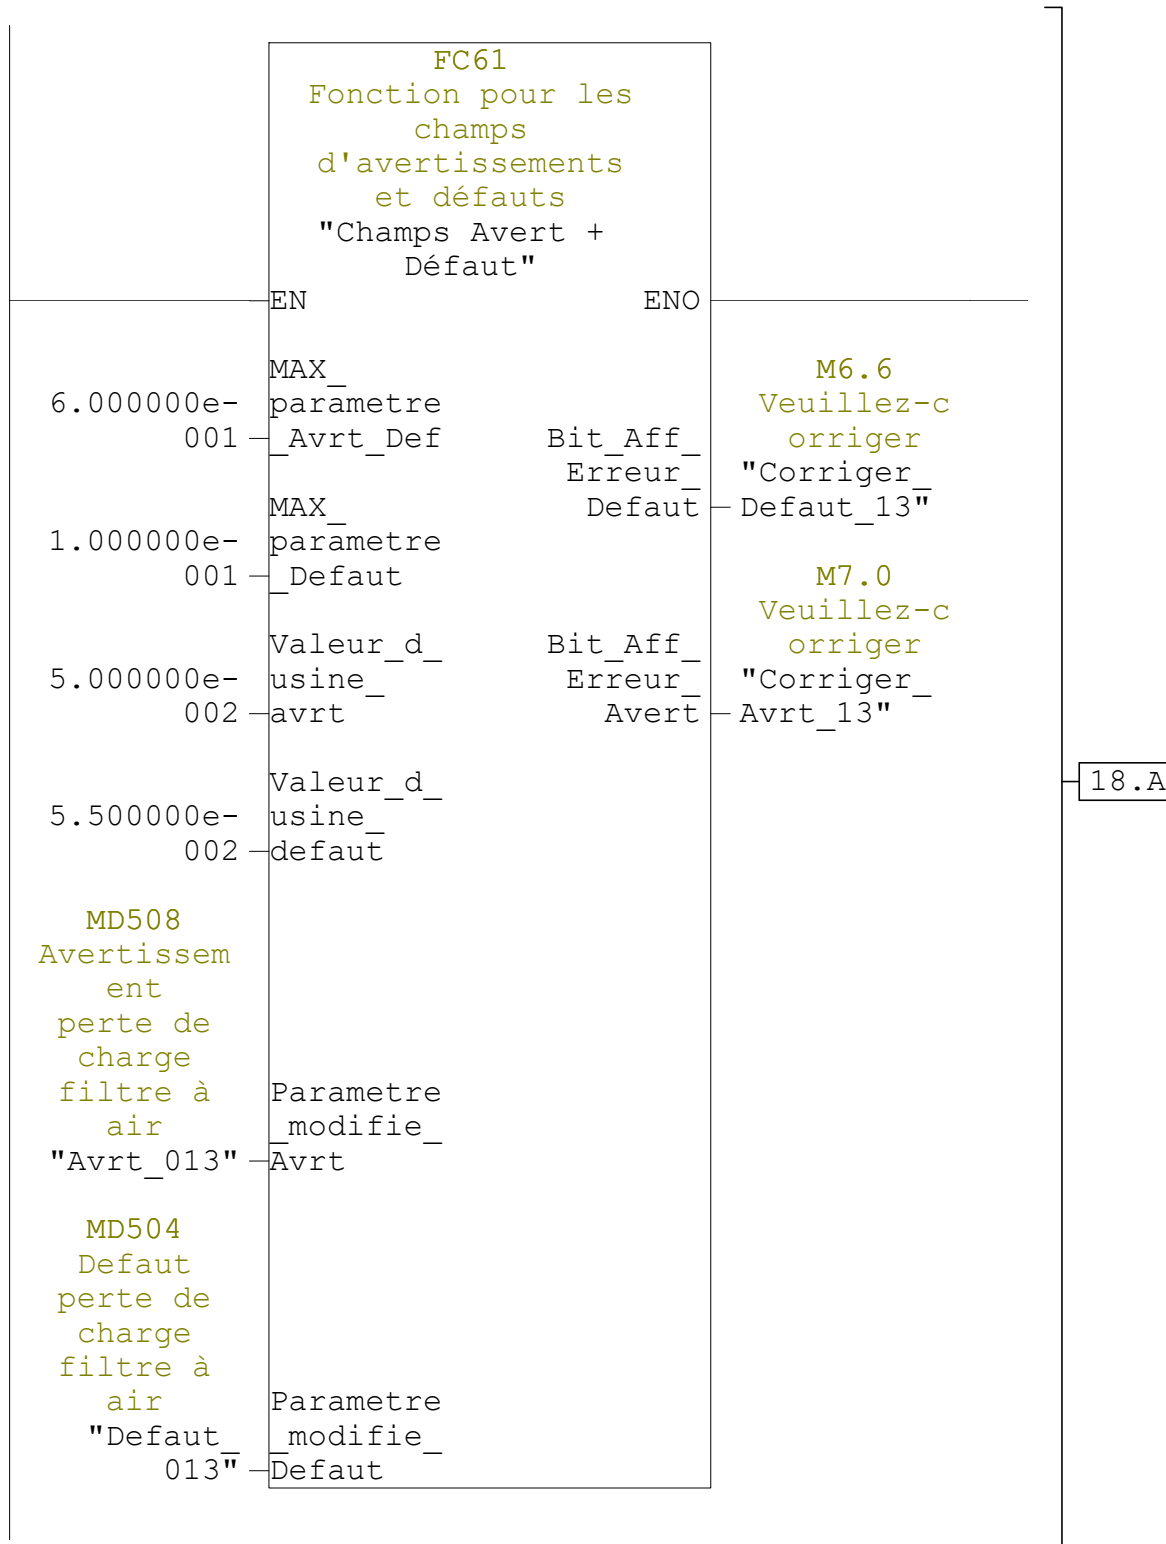 FC61
Fonction pour les
champs
d'avertissements
et défauts
"Champs Avert +
Défaut"
EN
ENO
MAX_
6.000000e-
parametre
001
_Avrt_Def
M6.6
Veuillez-c
orriger
Bit_Aff_
Erreur_
"Corriger_
Defaut
Defaut_13"
MAX_
1.000000e-
parametre
001
_Defaut
M7.0
Veuillez-c
orriger
Valeur_d_
5.000000e-
usine_
002
avrt
Bit_Aff_
Erreur_
"Corriger_
Avert
Avrt_13"
Valeur_d_
5.500000e-
usine_
002
defaut
18.A
MD508
Avertissem
ent
perte de
charge
filtre à
air
"Avrt_013"
Parametre
_modifie_
Avrt
MD504
Defaut
perte de
charge
filtre à
air
"Defaut_
013"
Parametre
_modifie_
Defaut